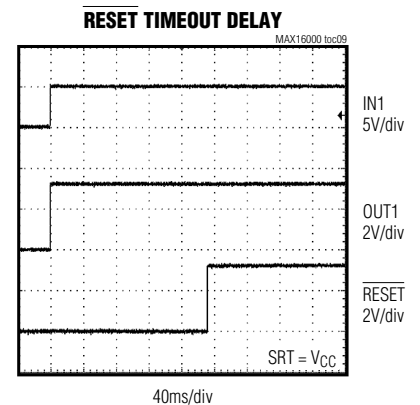 RESET TIMEOUT DELAY
MAX16000 toc09
IN1
5V/div
OUT1
2V/div
RESET
2V/div
SRT = VCC
40ms/div